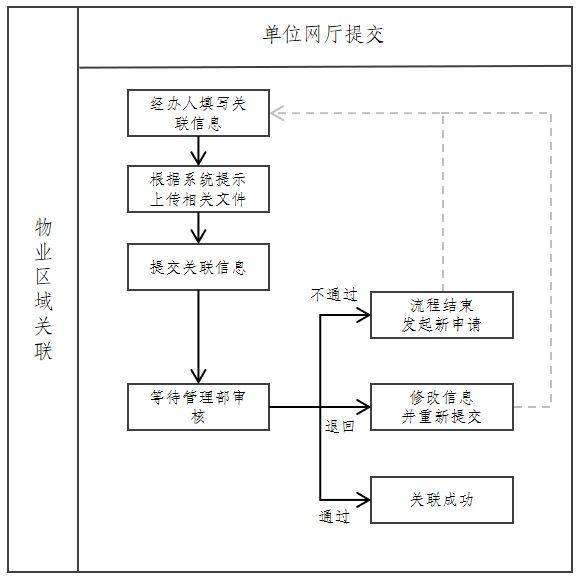 单位网厅提交
物业区域关联
经办人填写关
联信息
根据系统提示
上传相关文件
提交关联信息
等待管理部审
核
不通过
流程结束
发起新申请
退回
修改信息
并重新提交
通过
关联成功